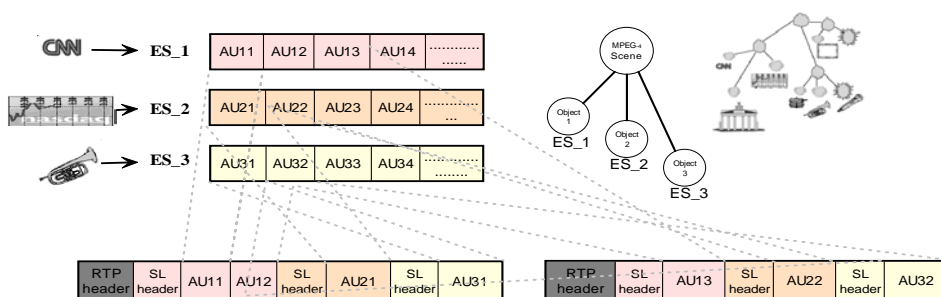 CNN ES_1 AU11 AU12 AU13 AU14 ............ ......
ES_2 AU21 AU22 AU23 AU24 ............ ...
ES_3 AU31 AU32 AU33 AU34 ............ ........
MPEG-4
Scene
Object
1
ES_1
Object
2
ES_2
Object
3
ES_3
CNN
RTP header SL header AU11 AU12 SL header AU21 SL header AU31
RTP header SL header AU13 SL header AU22 SL header AU32